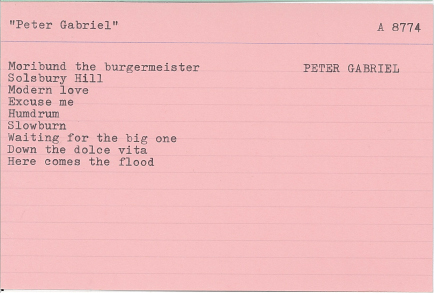 "Peter Gabriel"
A 8774
Moribund the burgermeister
PETER GABRIEL
Solsbury Hill
Modern love
Excuse me
Humdrum
Slowburn
Waiting for the big one
Down the dolce vita
Here comes the flood